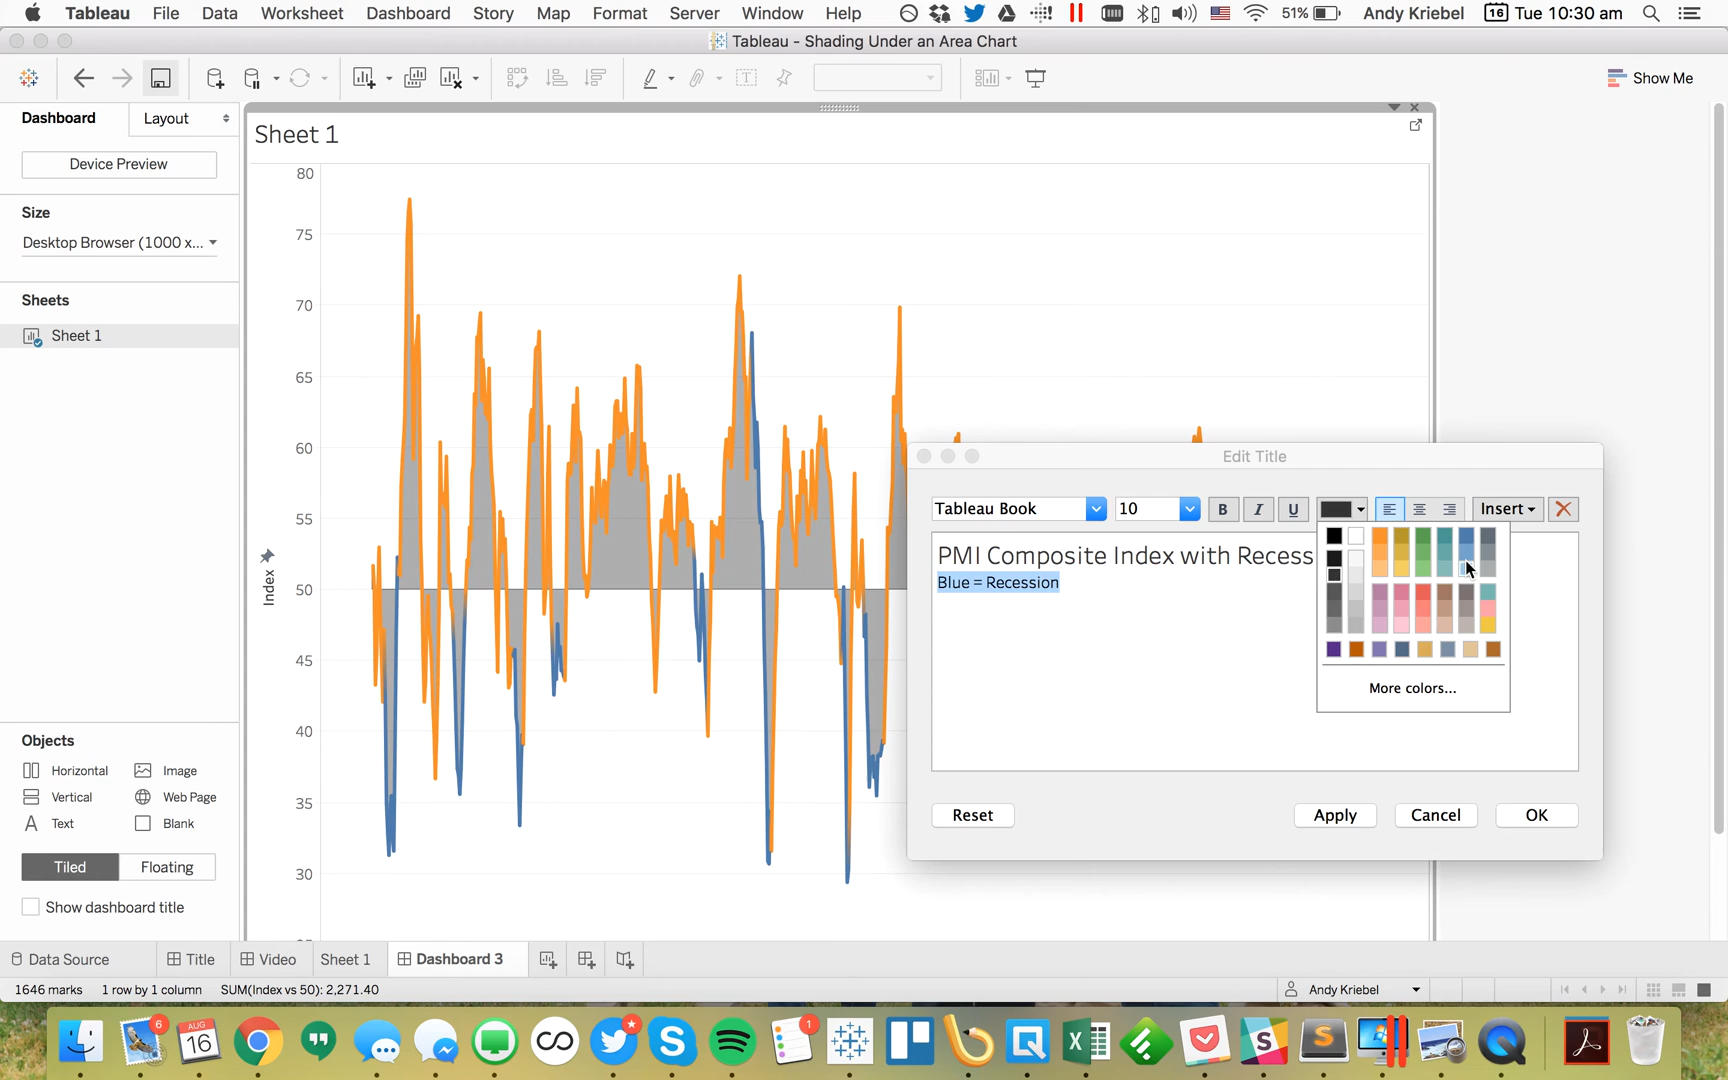 Tableau File Data Worksheet Dashboard Story Map Format Server Window Help 51% Andy Kriebel 16 Tue 10:30 am
Tableau - Shading Under an Area Chart
Show Me
Dashboard Layout
Device Preview
Size
Desktop Browser (1000 x...
Sheets
Sheet 1
Objects
Horizontal Image
Vertical Web Page
A Text Blank
Tiled Floating
Show dashboard title
Sheet 1
80
75
70
65
60
55
50
45
40
35
30
Index
Edit Title
Tableau Book 10 B I U Insert
PMI Composite Index with Recess
Blue = Recession
More colors...
Reset Apply Cancel OK
Data Source Title Video Sheet 1 Dashboard 3
1646 marks 1 row by 1 column SUM(Index vs 50): 2,271.40 Andy Kriebel
6 AUG 16 1